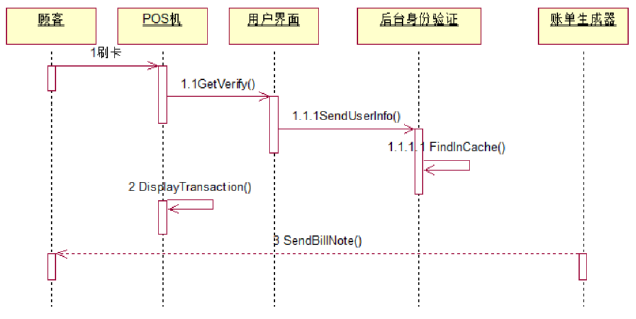 顾客
POS机
用户界面
后台身份验证
账单生成器
1刷卡
1.1GetVerify()
1.1.1SendUserInfo()
1.1.1.1 FindInCache()
2 DisplayTransaction()
3 SendBillNote()